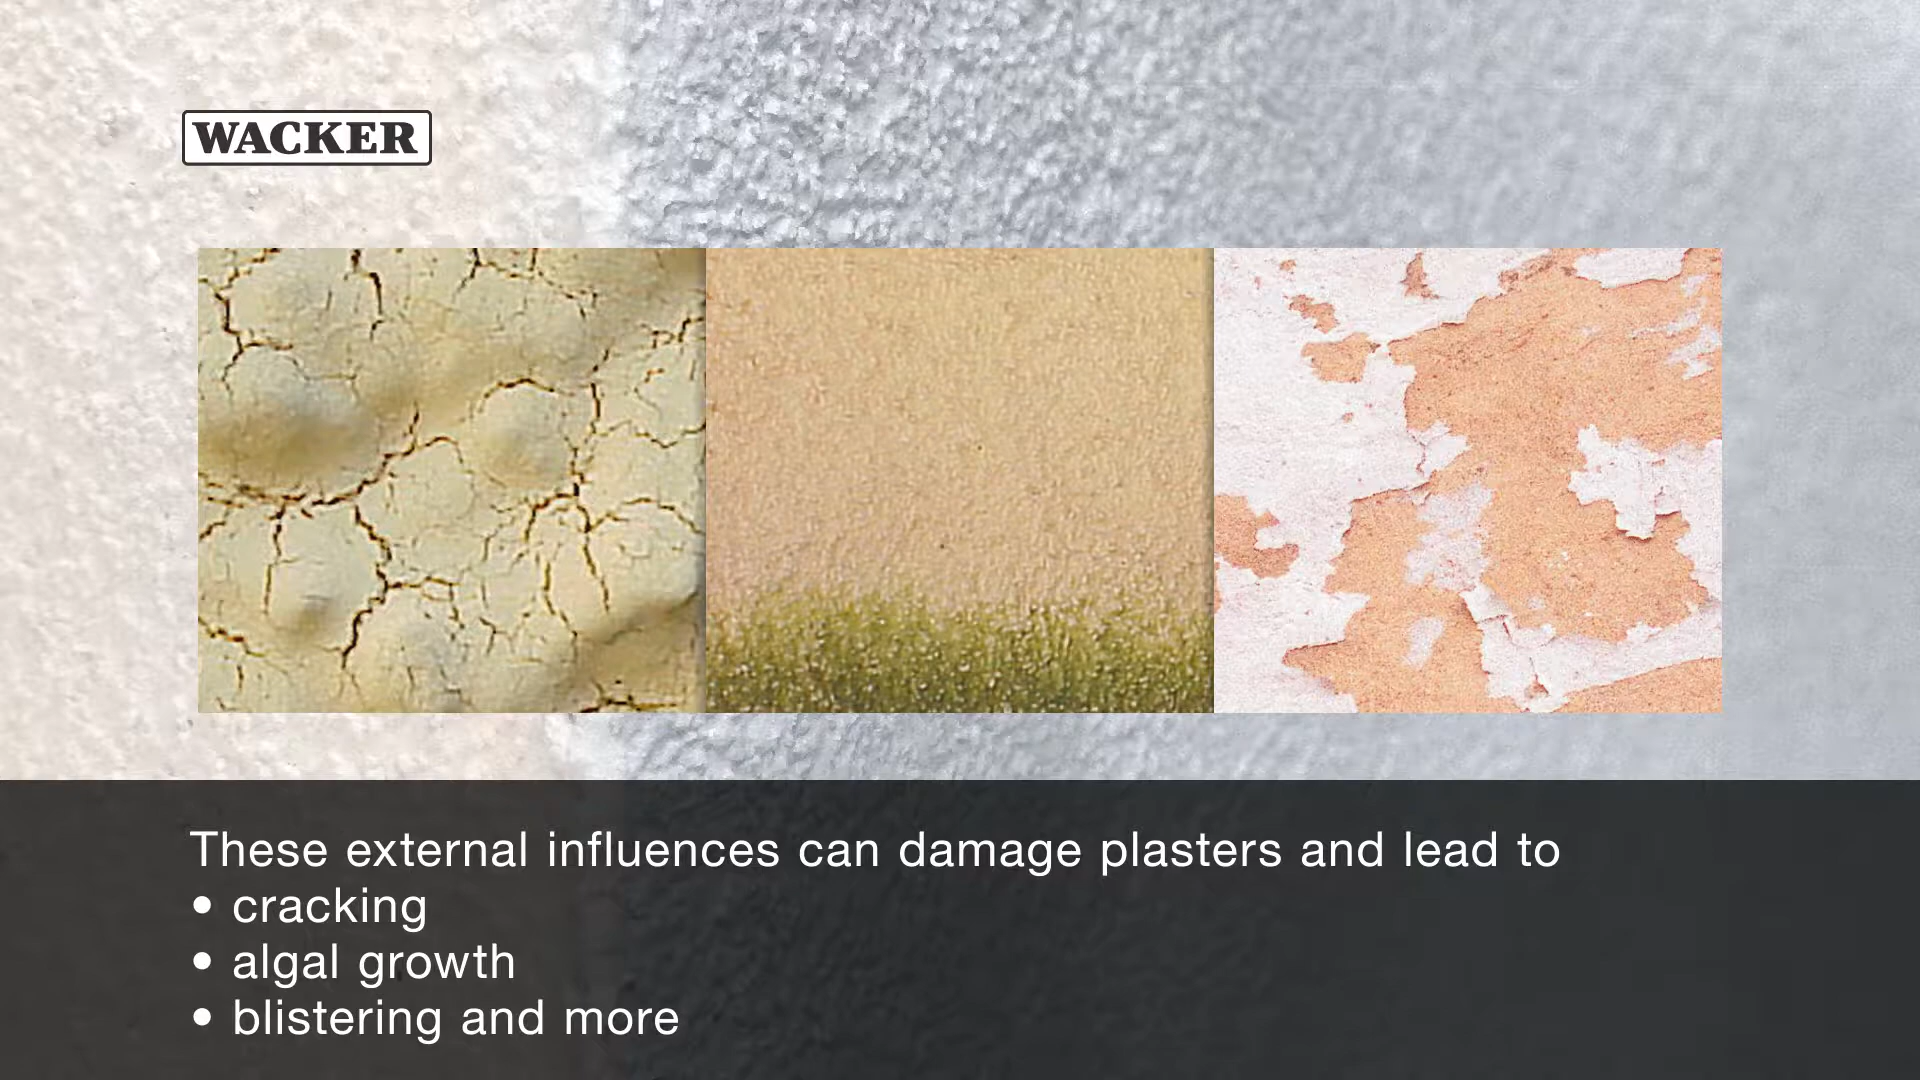 WACKER
These external influences can damage plasters and lead to
• cracking
• algal growth
• blistering and more